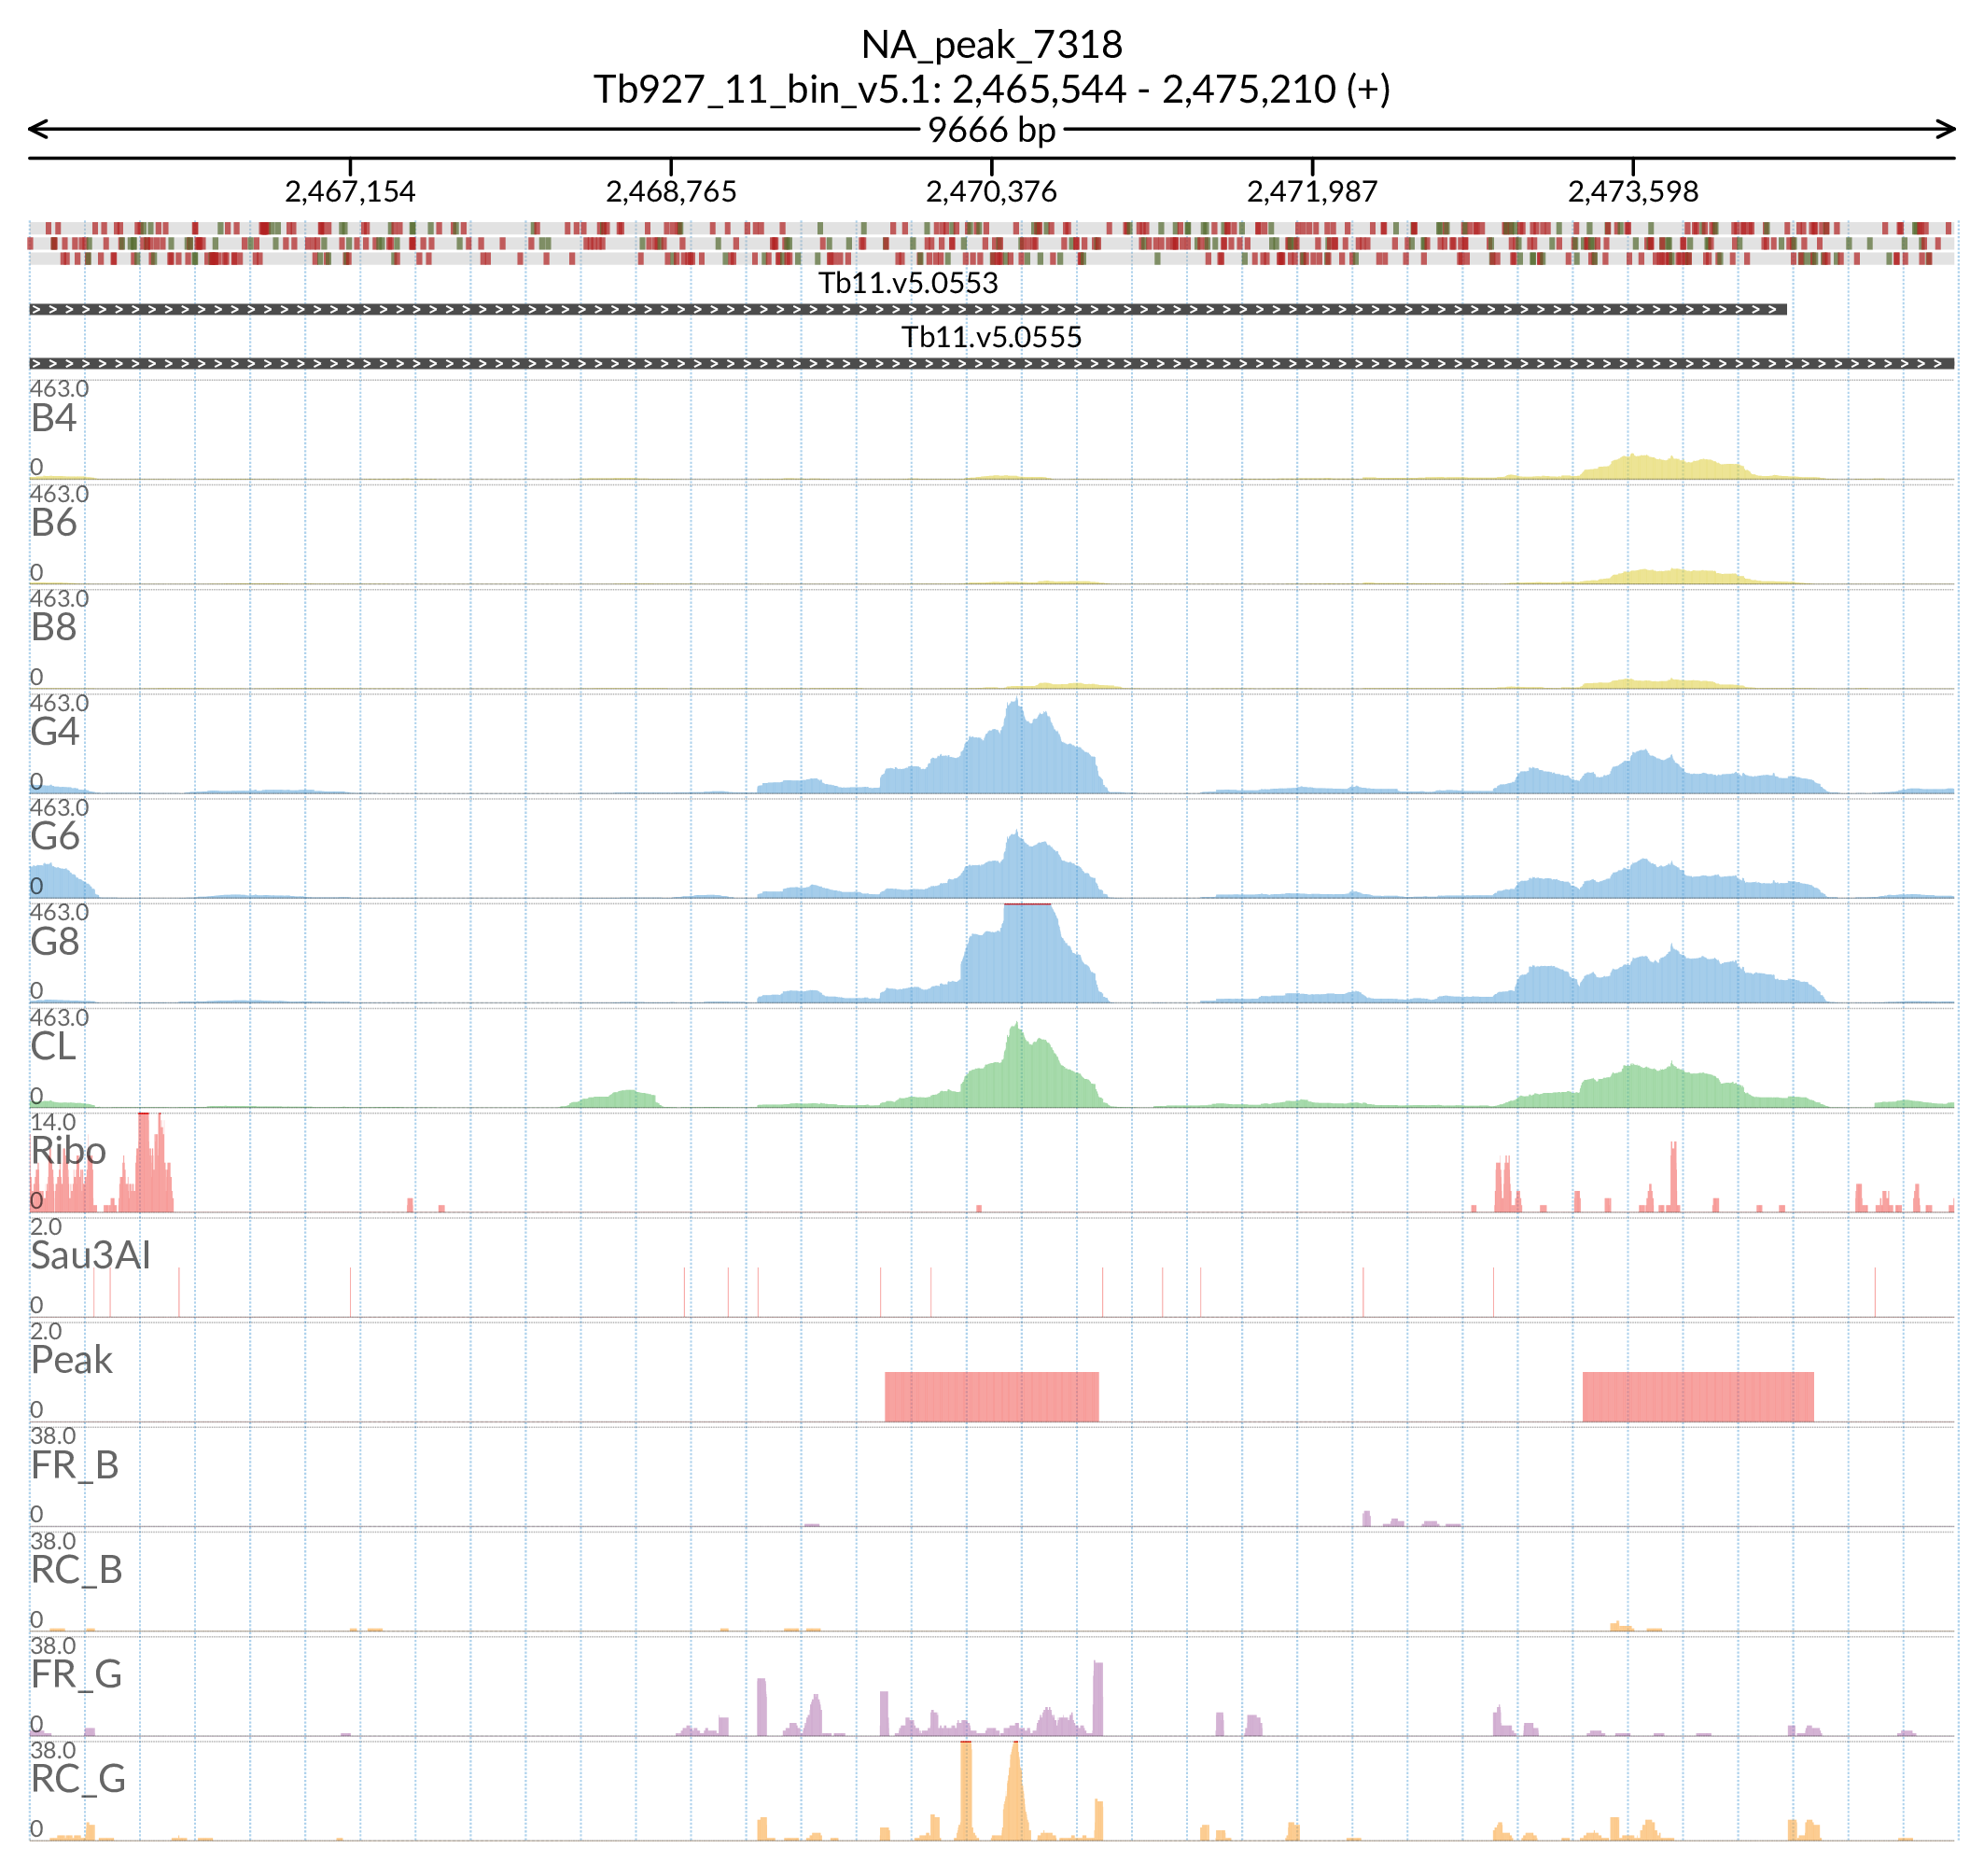 NA_peak_7318
Tb927_11_bin_v5.1: 2,465,544 - 2,475,210 (+)
9666 bp
2,467,154 2,468,765 2,470,376 2,471,987 2,473,598
Tb11.v5.0553
Tb11.v5.0555
463.0
B4
0
463.0
B6
0
463.0
B8
0
463.0
G4
0
463.0
G6
0
463.0
G8
0
463.0
CL
0
14.0
Ribo
0
2.0
Sau3AI
0
2.0
Peak
0
38.0
FR_B
0
38.0
RC_B
0
38.0
FR_G
0
38.0
RC_G
0